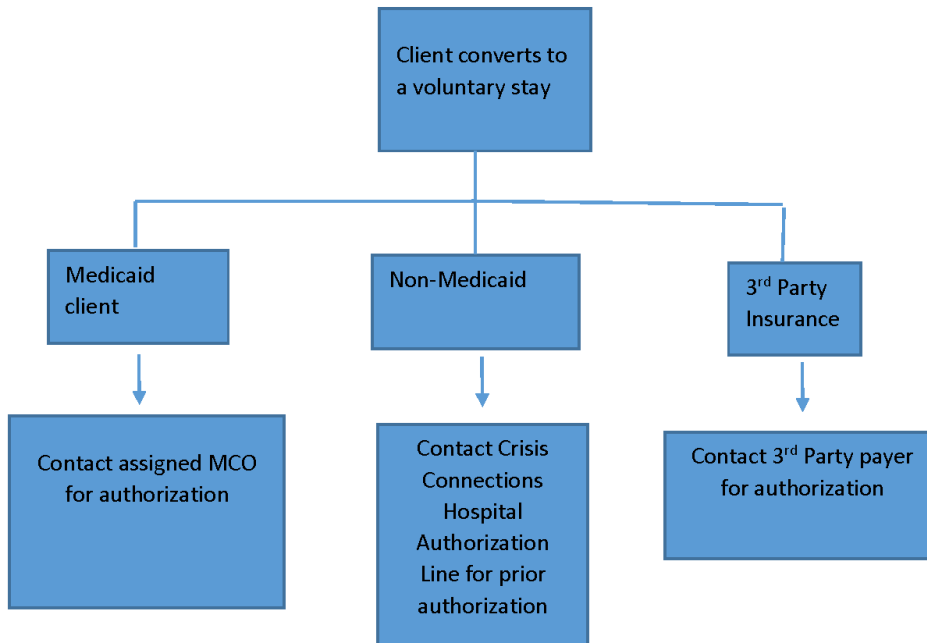 Client converts to
a voluntary stay
Medicaid
client
Non-Medicaid
3rd Party
Insurance
Contact assigned MCO
for authorization
Contact Crisis
Connections
Hospital
Authorization
Line for prior
authorization
Contact 3rd Party payer
for authorization